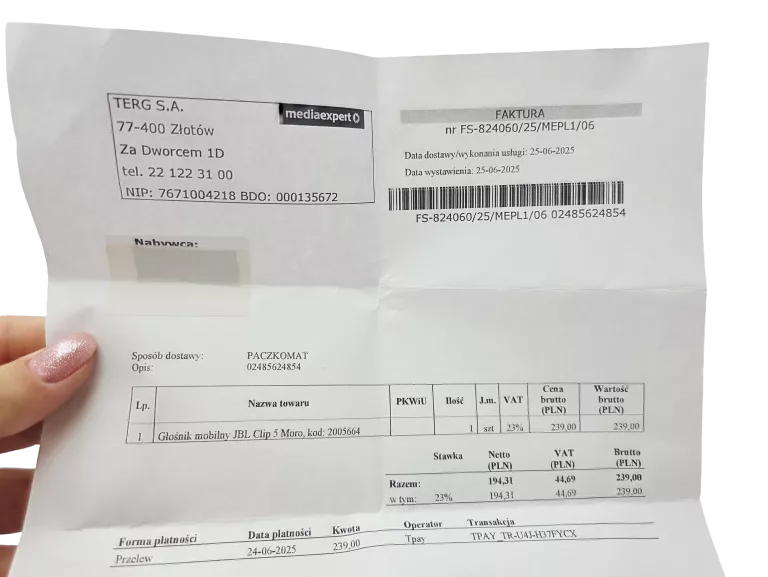 TERG S.A.
mediaexpert
77-400 Złotów
Za Dworcem 1D
tel. 22 122 31 00
NIP: 7671004218 BDO: 000135672
FAKTURA
nr FS-824060/25/MEPL1/06
Data dostawy/wykonania usługi: 25-06-2025
Data wystawienia: 25-06-2025
FS-824060/25/MEPL1/06 02485624854
Nabywca:
Sposób dostawy: PACZKOMAT
Opis: 02485624854
Lp. Nazwa towaru PKWiU Ilość J.m. VAT Cena brutto (PLN) Wartość brutto (PLN)
1 Głośnik mobilny JBL Clip 5 Moro, kod: 2005664 1 szt 23% 239,00 239,00
Stawka Netto (PLN) VAT (PLN) Brutto (PLN)
Razem: 194,31 44,69 239,00
w tym: 23% 194,31 44,69 239,00
Forma płatności Data płatności Kwota Operator Transakcja
Przelew 24-06-2025 239,00 Tpay TPAY_TR-U43-H37FYCX